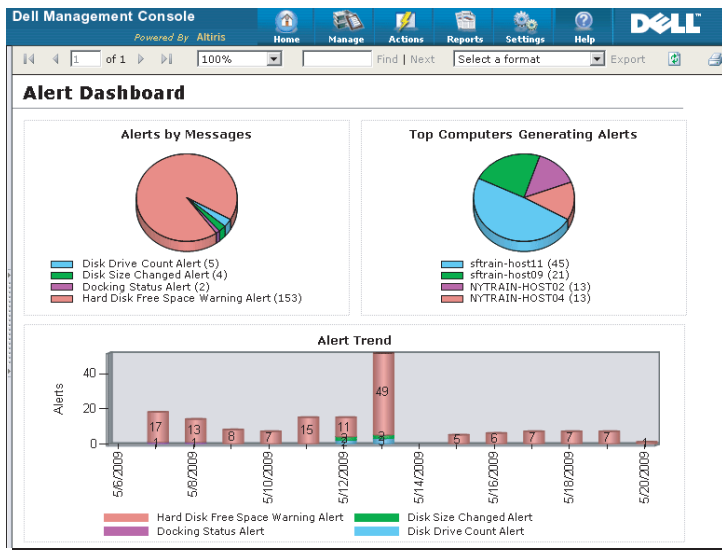 Dell Management Console
Powered By Altiris
Home Manage Actions Reports Settings Help
DELL™
1 of 1 100% Find | Next Select a format Export
Alert Dashboard
Alerts by Messages
Disk Drive Count Alert (5)
Disk Size Changed Alert (4)
Docking Status Alert (2)
Hard Disk Free Space Warning Alert (153)
Top Computers Generating Alerts
sftrain-host11 (45)
sftrain-host09 (21)
NYTRAIN-HOST02 (13)
NYTRAIN-HOST04 (13)
Alert Trend
Alerts
40
20
0
17 13 8 7 15 11 49 5 6 7 7 7 1
1 1 2 2
5/6/2009 5/8/2009 5/10/2009 5/12/2009 5/14/2009 5/16/2009 5/18/2009 5/20/2009
Hard Disk Free Space Warning Alert Disk Size Changed Alert
Docking Status Alert Disk Drive Count Alert